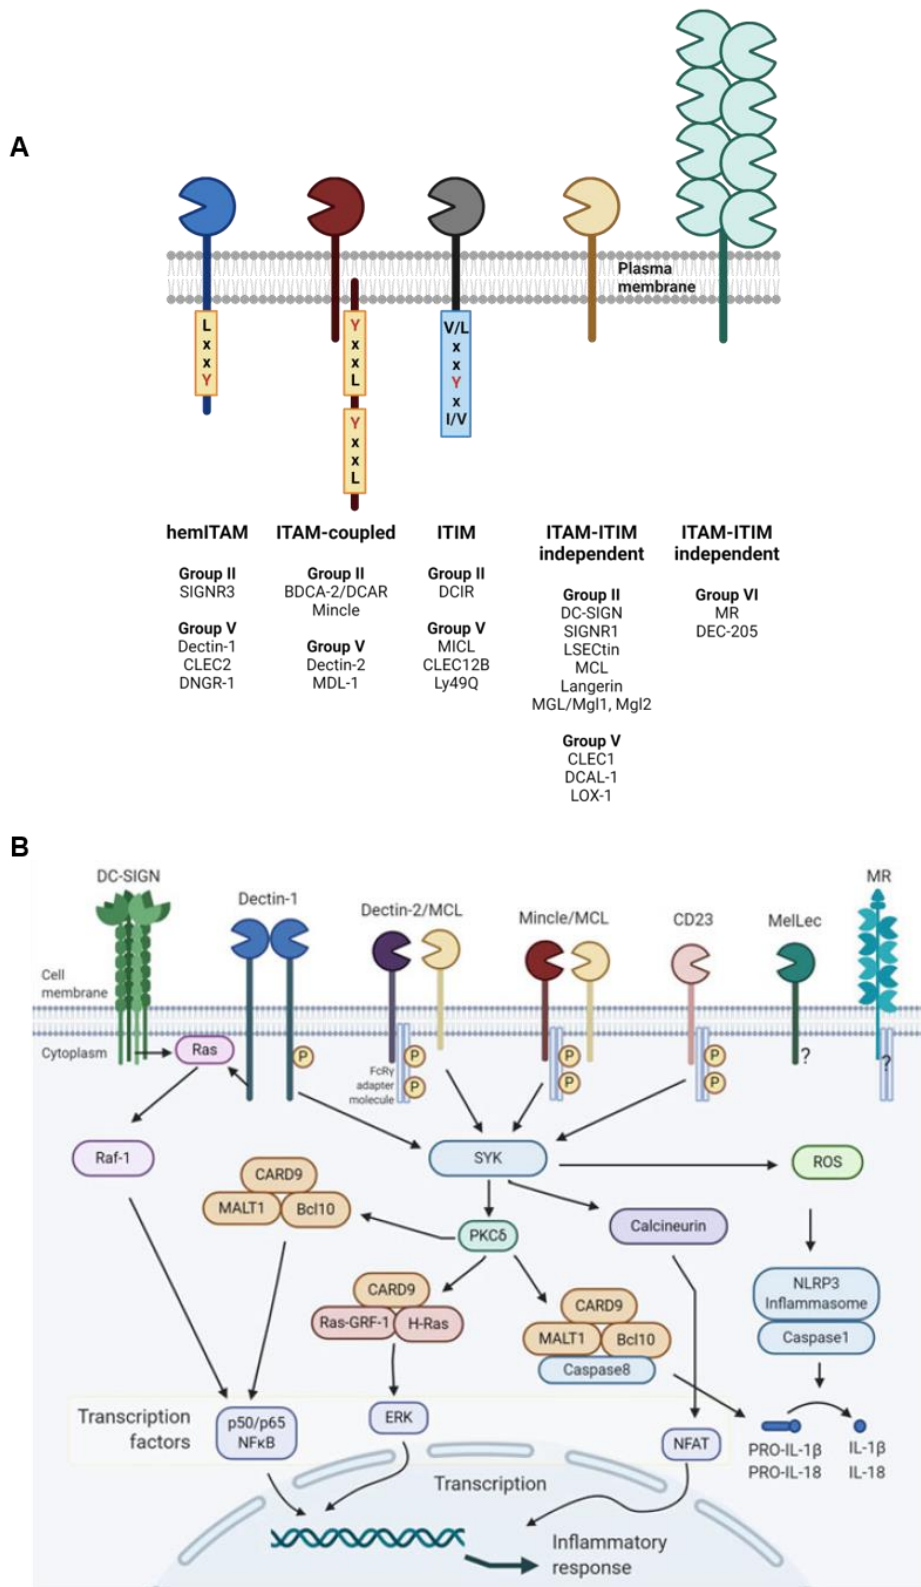 A
Plasma
membrane
L
x
x
Y
Y
x
x
L
Y
x
x
L
V/L
x
x
Y
x
I/V
hemITAM
Group II
SIGNR3
Group V
Dectin-1
CLEC2
DNGR-1
ITAM-coupled
Group II
BDCA-2/DCAR
Mincle
Group V
Dectin-2
MDL-1
ITIM
Group II
DCIR
Group V
MICL
CLEC12B
Ly49Q
ITAM-ITIM
independent
Group II
DC-SIGN
SIGNR1
LSECtin
MCL
Langerin
MGL/Mgl1, Mgl2
Group V
CLEC1
DCAL-1
LOX-1
ITAM-ITIM
independent
Group VI
MR
DEC-205
B
DC-SIGN
Dectin-1
Dectin-2/MCL
Mincle/MCL
CD23
MelLec
MR
Cell
membrane
Cytoplasm
Ras
P
FcRγ
adapter
molecule
P
P
P
P
P
P
?
?
Raf-1
SYK
ROS
CARD9
MALT1
Bcl10
PKCδ
Calcineurin
CARD9
Ras-GRF-1
H-Ras
CARD9
MALT1
Bcl10
Caspase8
NLRP3
Inflammasome
Caspase1
Transcription
factors
p50/p65
NFκB
ERK
NFAT
PRO-IL-1β
PRO-IL-18
IL-1β
IL-18
Transcription
Inflammatory
response